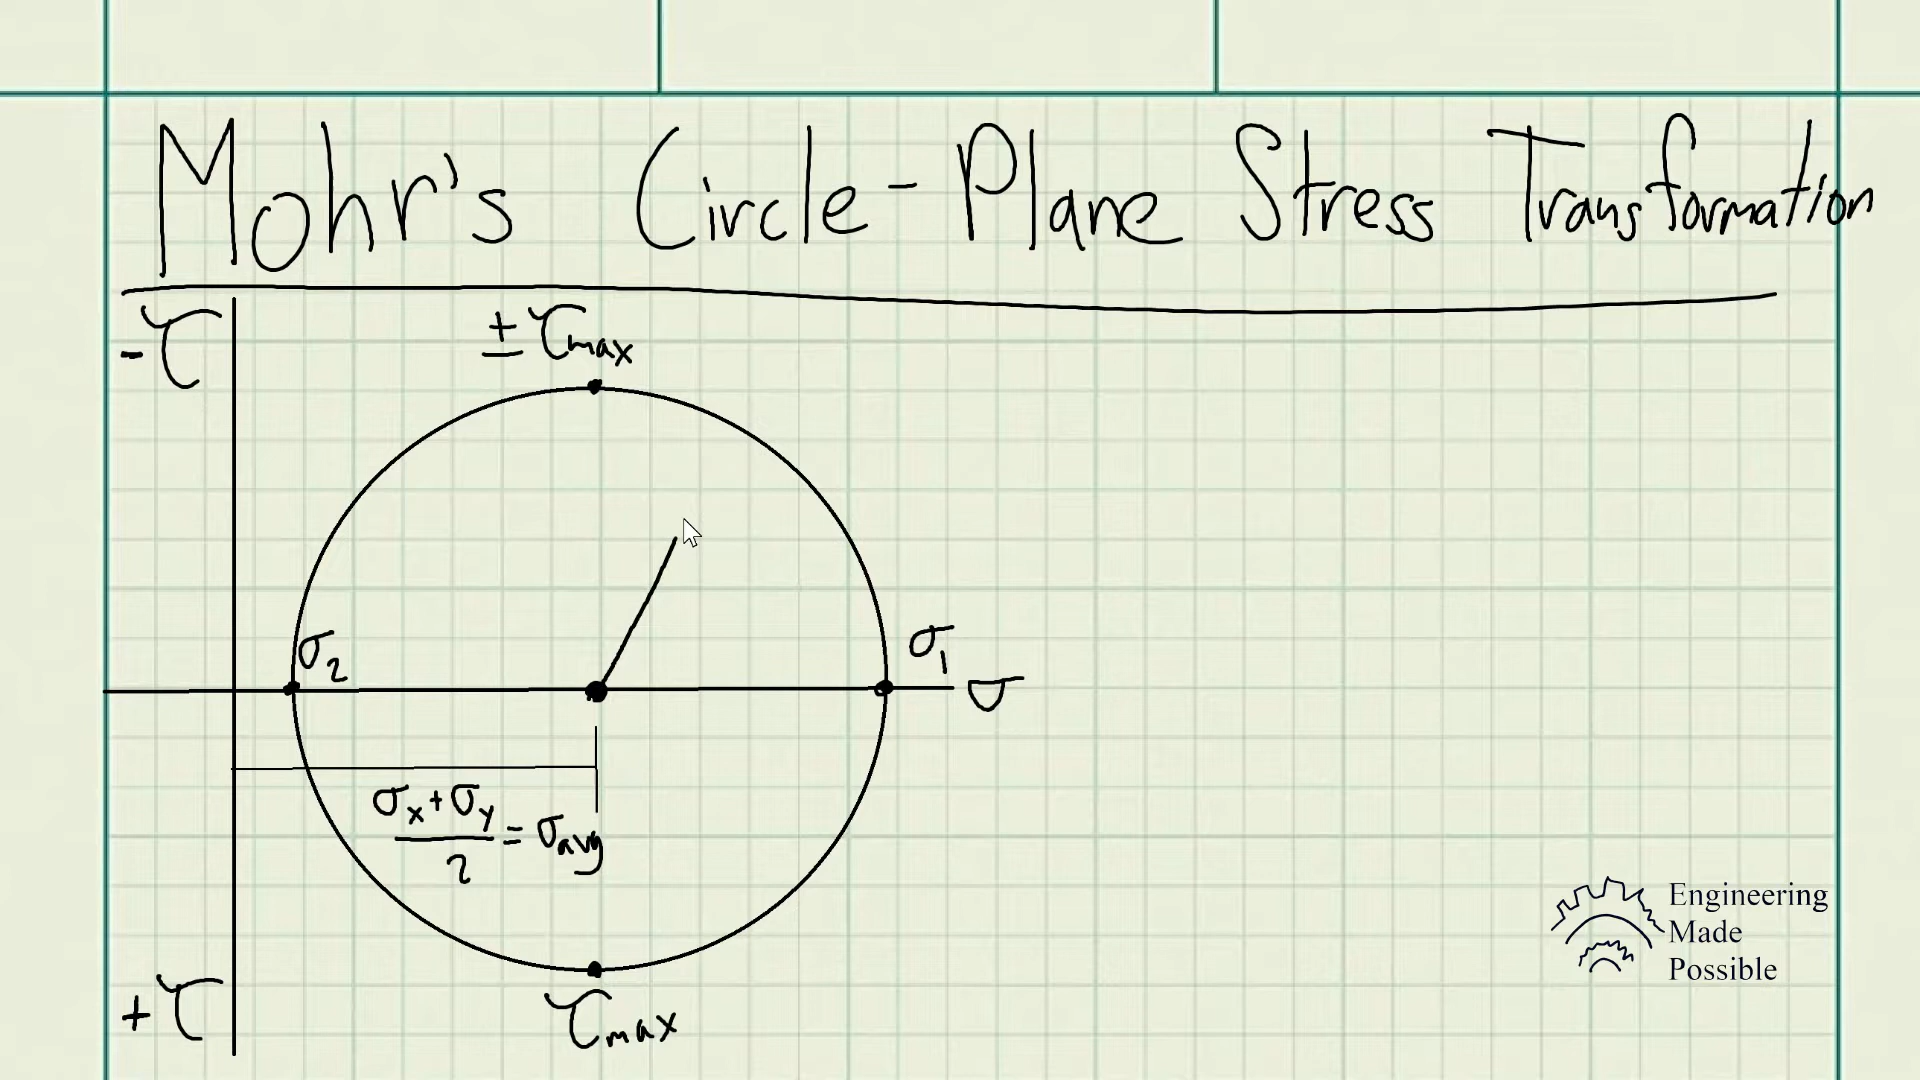 Mohr's Circle - Plane Stress Transformation
-τ
± τmax
σ2
σ1
σ
σx + σy
= σavg
2
+τ
τmax
Engineering
Made
Possible